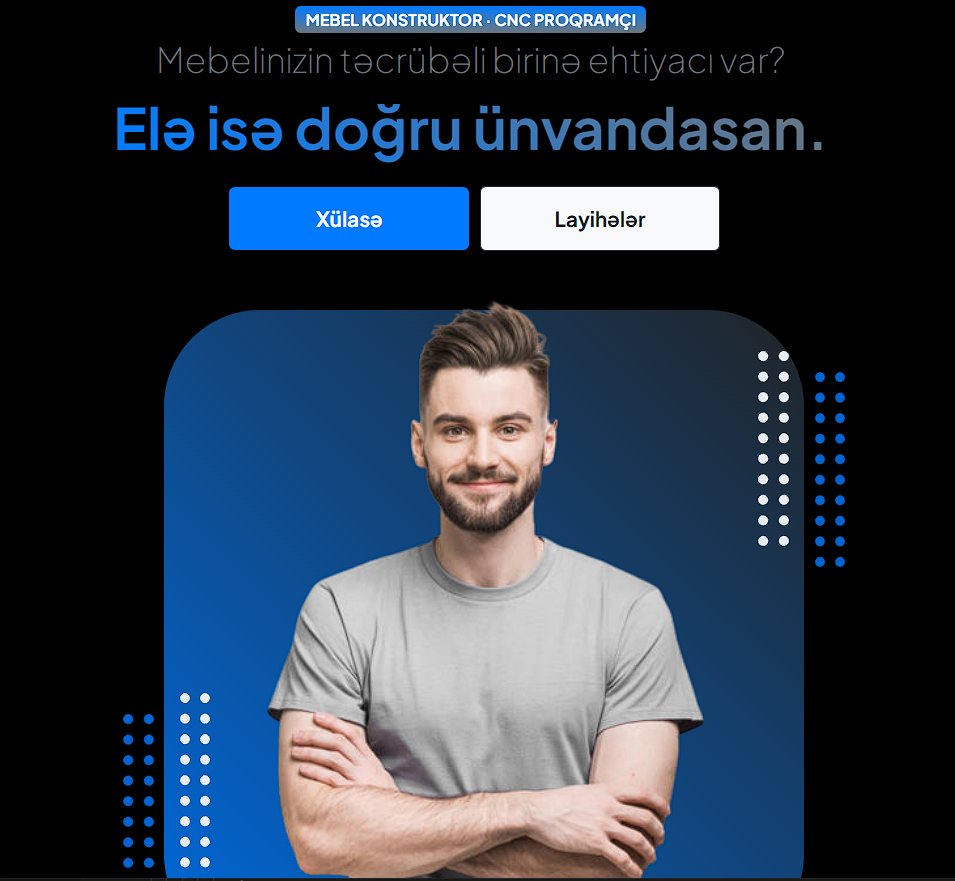 MEBEL KONSTRUKTOR · CNC PROQRAMÇI
Mebelinizin təcrübəli birinə ehtiyacı var?
Elə isə doğru ünvandasan.
Xülasə
Layihələr